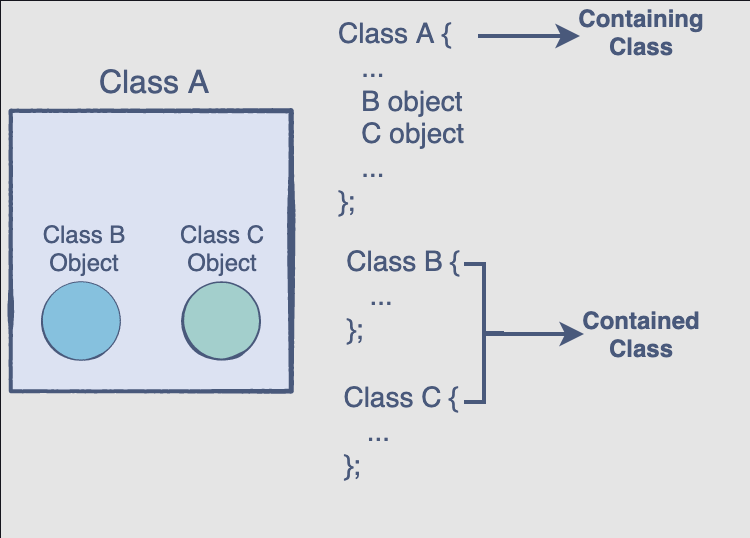 Class A
Class B
Object
Class C
Object
Class A {
...
B object
C object
...
};
Containing
Class
Class B {
...
};
Class C {
...
};
Contained
Class